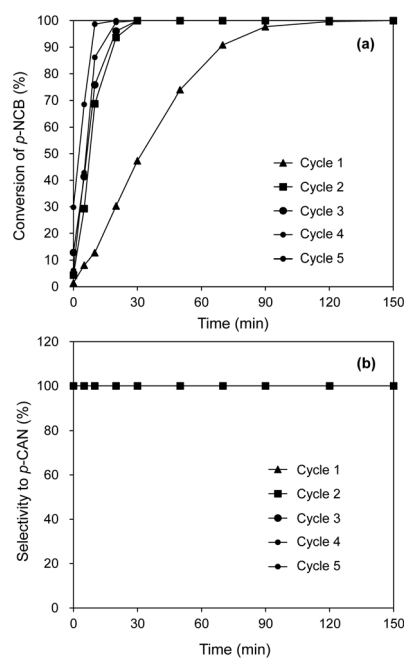 100
(a)
90
80
70
60
50
40
30
20
10
0
Conversion of p-NCB (%)
Cycle 1
Cycle 2
Cycle 3
Cycle 4
Cycle 5
0 30 60 90 120 150
Time (min)
120
(b)
100
80
60
40
20
0
Selectivity to p-CAN (%)
Cycle 1
Cycle 2
Cycle 3
Cycle 4
Cycle 5
0 30 60 90 120 150
Time (min)